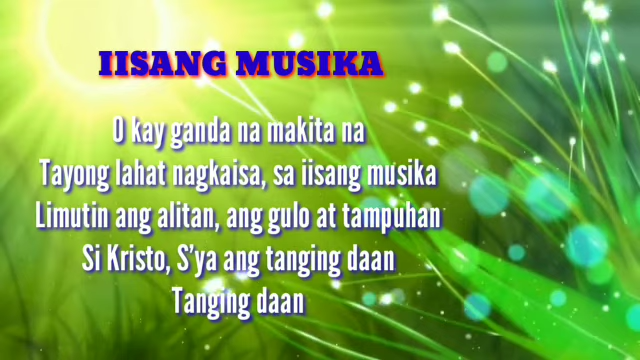 IISANG MUSIKA
O kay ganda na makita na
Tayong lahat nagkaisa, sa iisang musika
Limutin ang alitan, ang gulo at tampuhan
Si Kristo, S'ya ang tanging daan
Tanging daan